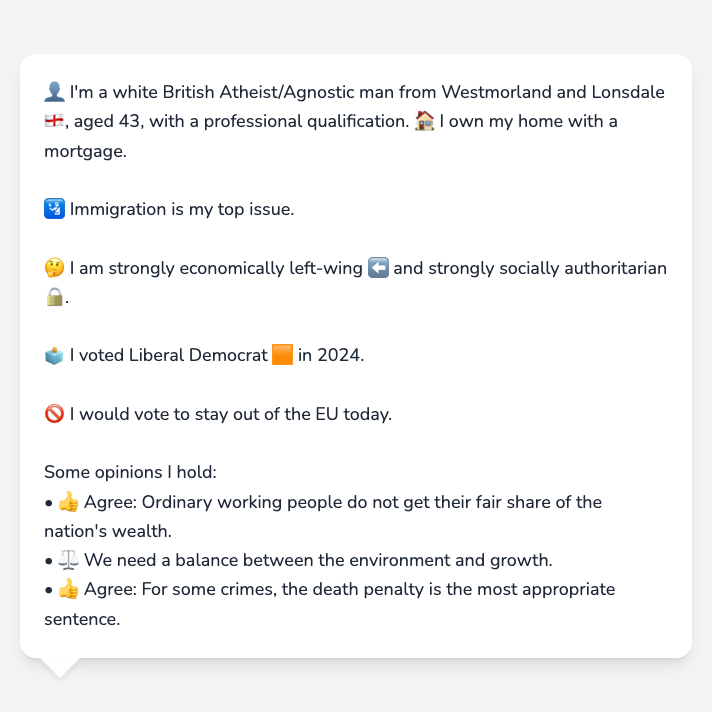 👤 I'm a white British Atheist/Agnostic man from Westmorland and Lonsdale
🏴󠁧󠁢󠁥󠁮󠁧󠁿, aged 43, with a professional qualification. 🏠 I own my home with a
mortgage.
🛂 Immigration is my top issue.
🤔 I am strongly economically left-wing ⬅️ and strongly socially authoritarian
🔒.
🗳️ I voted Liberal Democrat 🟧 in 2024.
🚫 I would vote to stay out of the EU today.
Some opinions I hold:
• 👍 Agree: Ordinary working people do not get their fair share of the
nation's wealth.
• ⚖️ We need a balance between the environment and growth.
• 👍 Agree: For some crimes, the death penalty is the most appropriate
sentence.